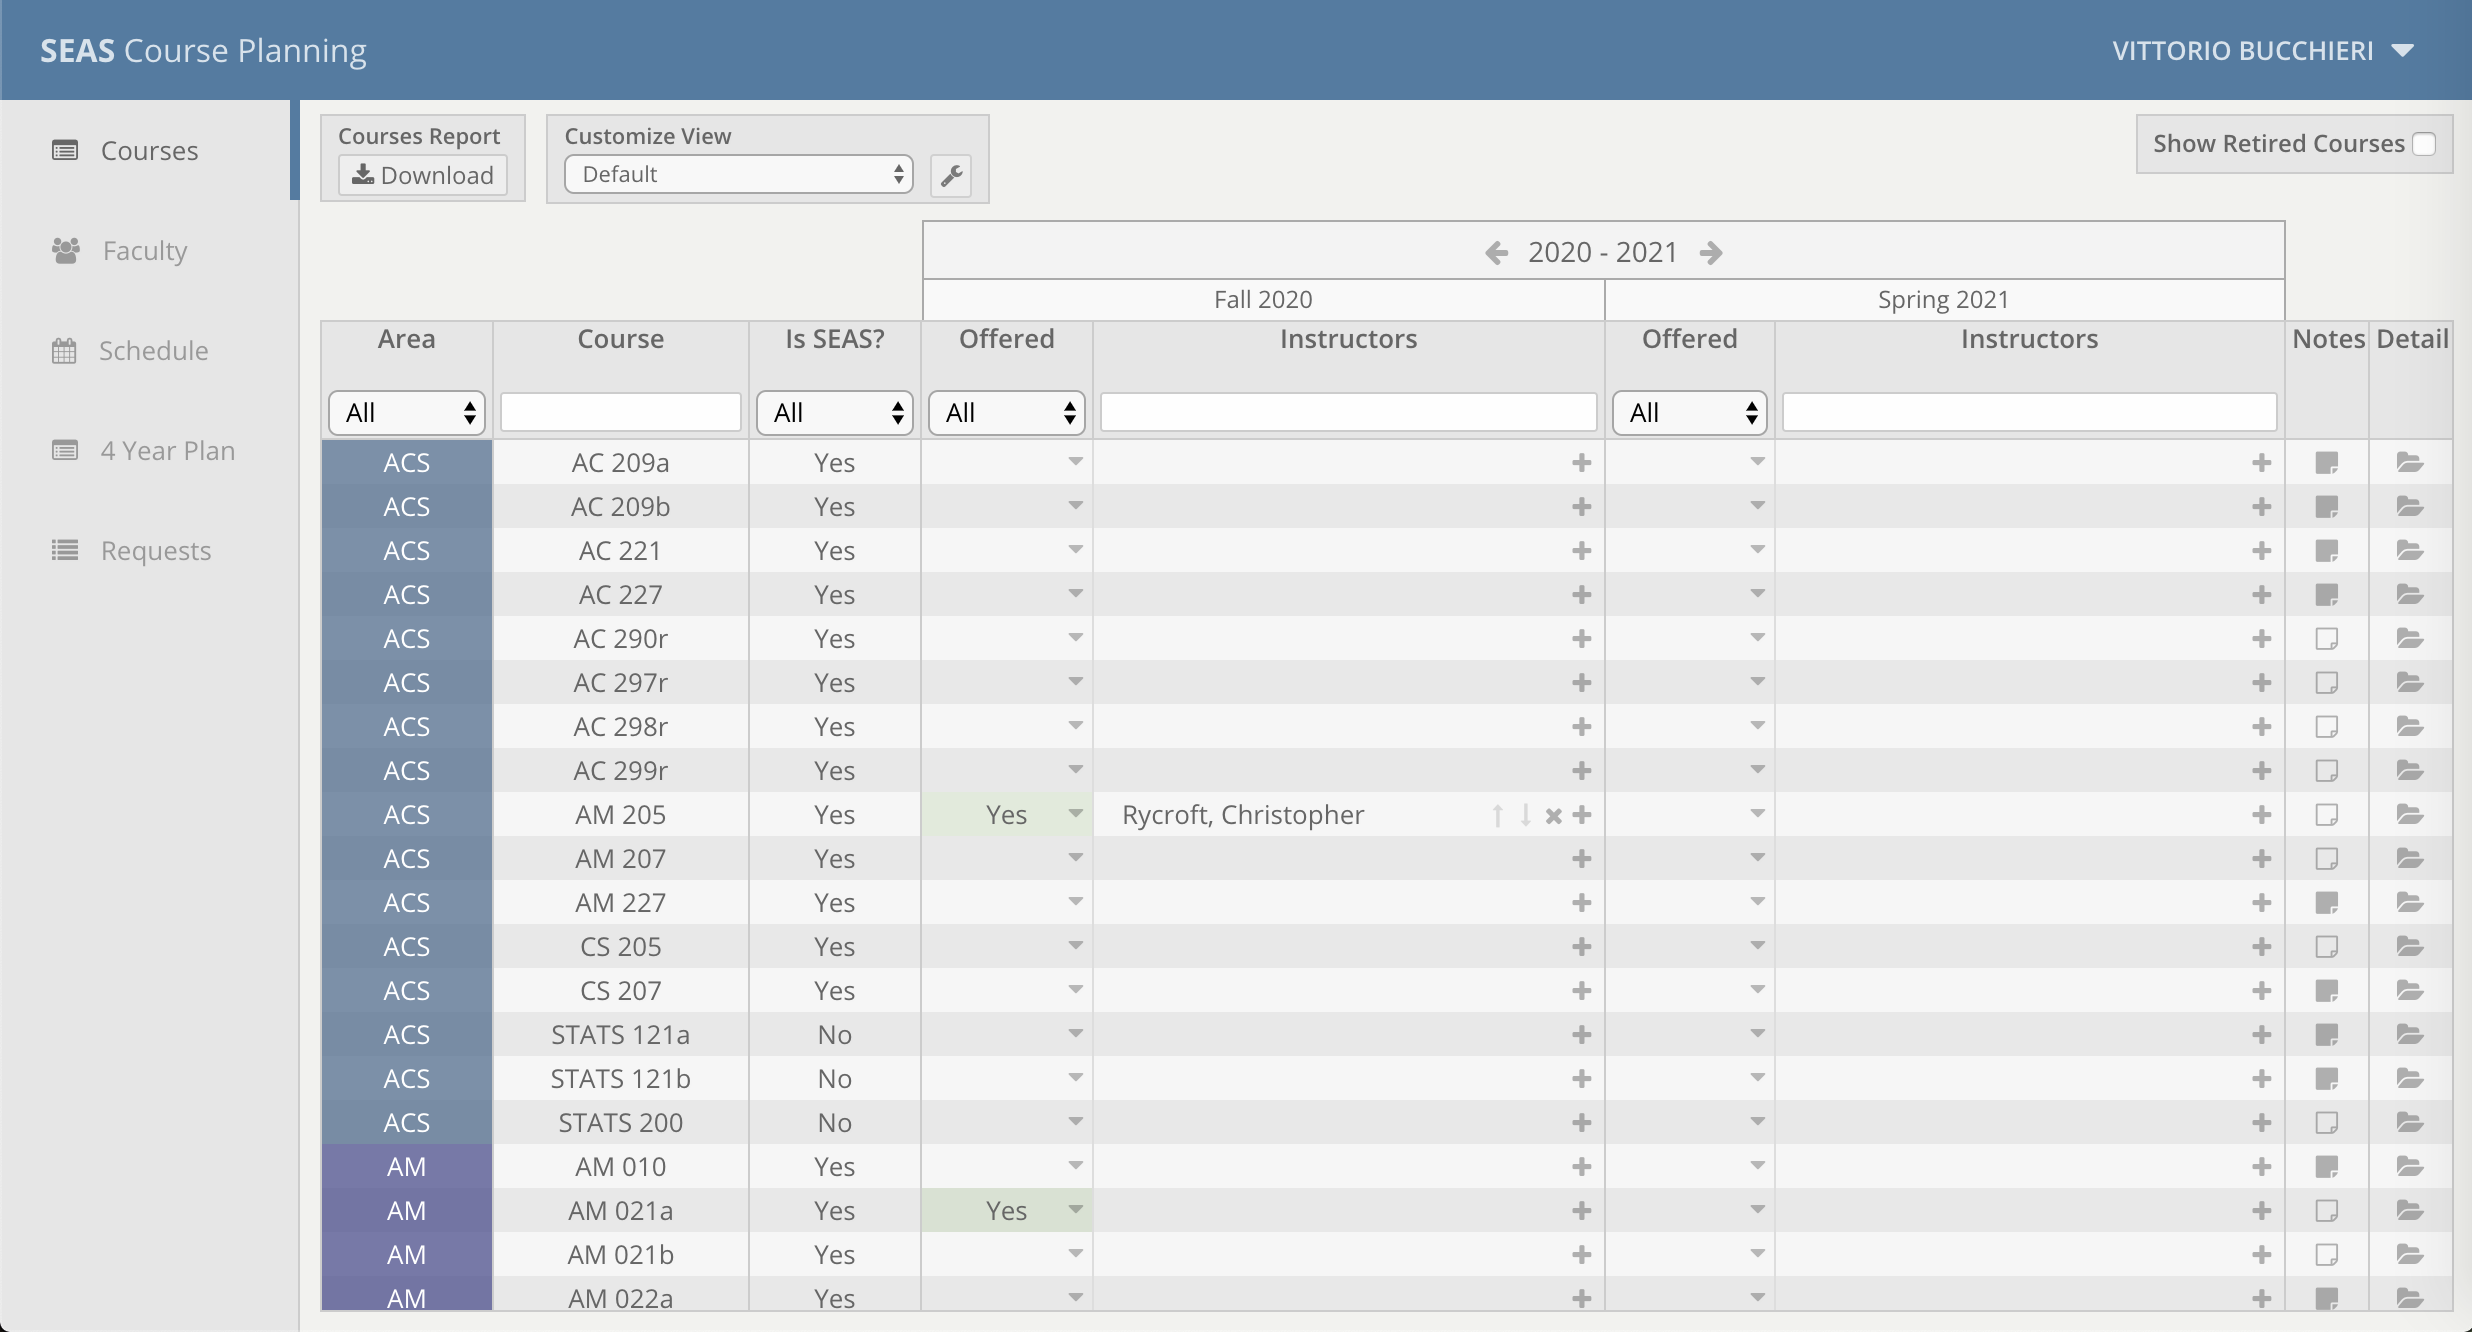 SEAS Course Planning VITTORIO BUCCHIERI
Courses
Faculty
Schedule
4 Year Plan
Requests
Courses Report
Download
Customize View
Default
Show Retired Courses
2020 - 2021
Fall 2020 Spring 2021
Area Course Is SEAS? Offered Instructors Offered Instructors Notes Detail
All All All All
ACS AC 209a Yes
ACS AC 209b Yes
ACS AC 221 Yes
ACS AC 227 Yes
ACS AC 290r Yes
ACS AC 297r Yes
ACS AC 298r Yes
ACS AC 299r Yes
ACS AM 205 Yes Yes Rycroft, Christopher
ACS AM 207 Yes
ACS AM 227 Yes
ACS CS 205 Yes
ACS CS 207 Yes
ACS STATS 121a No
ACS STATS 121b No
ACS STATS 200 No
AM AM 010 Yes
AM AM 021a Yes Yes
AM AM 021b Yes
AM AM 022a Yes